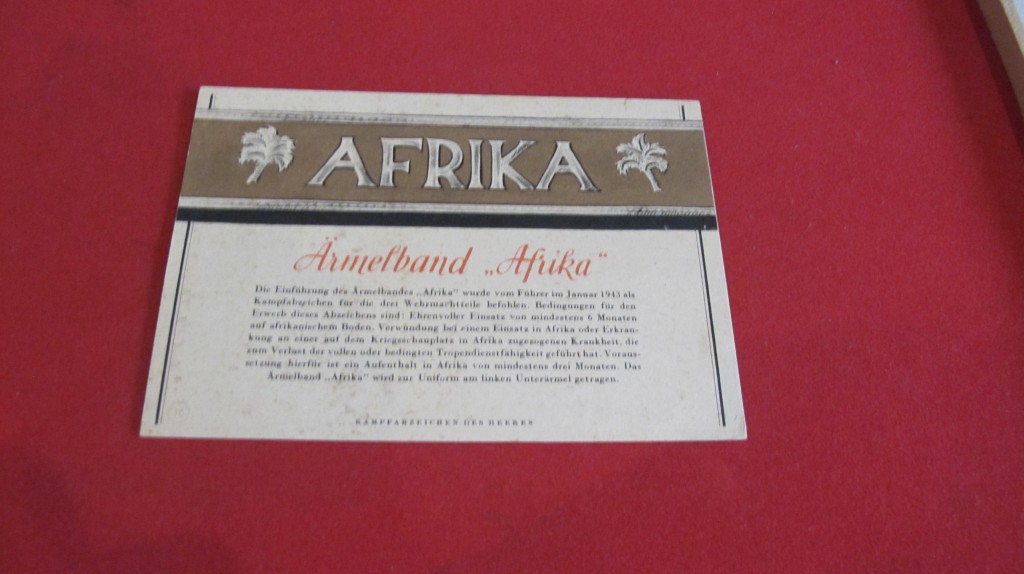 AFRIKA
Ärmelband „Afrika“
Die Einführung des Ärmelbandes „Afrika“ wurde vom Führer im Januar 1943 als
Kampfabzeichen für die drei Wehrmachtteile befohlen. Bedingungen für den
Erwerb dieses Abzeichens sind: Ehrenvoller Einsatz von mindestens 6 Monaten
auf afrikanischem Boden, Verwundung bei einem Einsatz in Afrika oder Erkran-
kung an einer auf dem Kriegsschauplatz in Afrika zugezogenen Krankheit, die
zum Verlust der vollen oder bedingten Tropendienstfähigkeit geführt hat. Voraus-
setzung hierfür ist ein Aufenthalt in Afrika von mindestens drei Monaten. Das
Ärmelband „Afrika“ wird zur Uniform am linken Unterärmel getragen.
KAMPFABZEICHEN DES HEERES